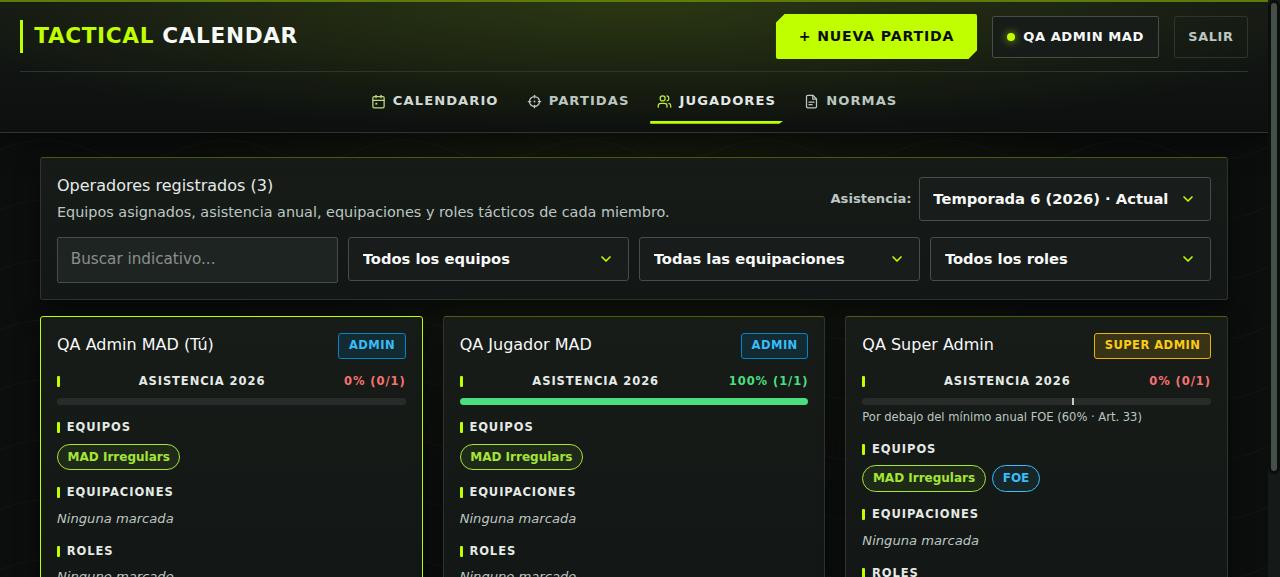 TACTICAL CALENDAR
+ NUEVA PARTIDA
QA ADMIN MAD
SALIR
CALENDARIO
PARTIDAS
JUGADORES
NORMAS
Operadores registrados (3)
Equipos asignados, asistencia anual, equipaciones y roles tácticos de cada miembro.
Asistencia:
Temporada 6 (2026) · Actual
Buscar indicativo...
Todos los equipos
Todas las equipaciones
Todos los roles
QA Admin MAD (Tú)
ADMIN
ASISTENCIA 2026
0% (0/1)
EQUIPOS
MAD Irregulars
EQUIPACIONES
Ninguna marcada
ROLES
Ninguno marcado
QA Jugador MAD
ADMIN
ASISTENCIA 2026
100% (1/1)
EQUIPOS
MAD Irregulars
EQUIPACIONES
Ninguna marcada
ROLES
Ninguno marcado
QA Super Admin
SUPER ADMIN
ASISTENCIA 2026
0% (0/1)
Por debajo del mínimo anual FOE (60% · Art. 33)
EQUIPOS
MAD Irregulars
FOE
EQUIPACIONES
Ninguna marcada
ROLES